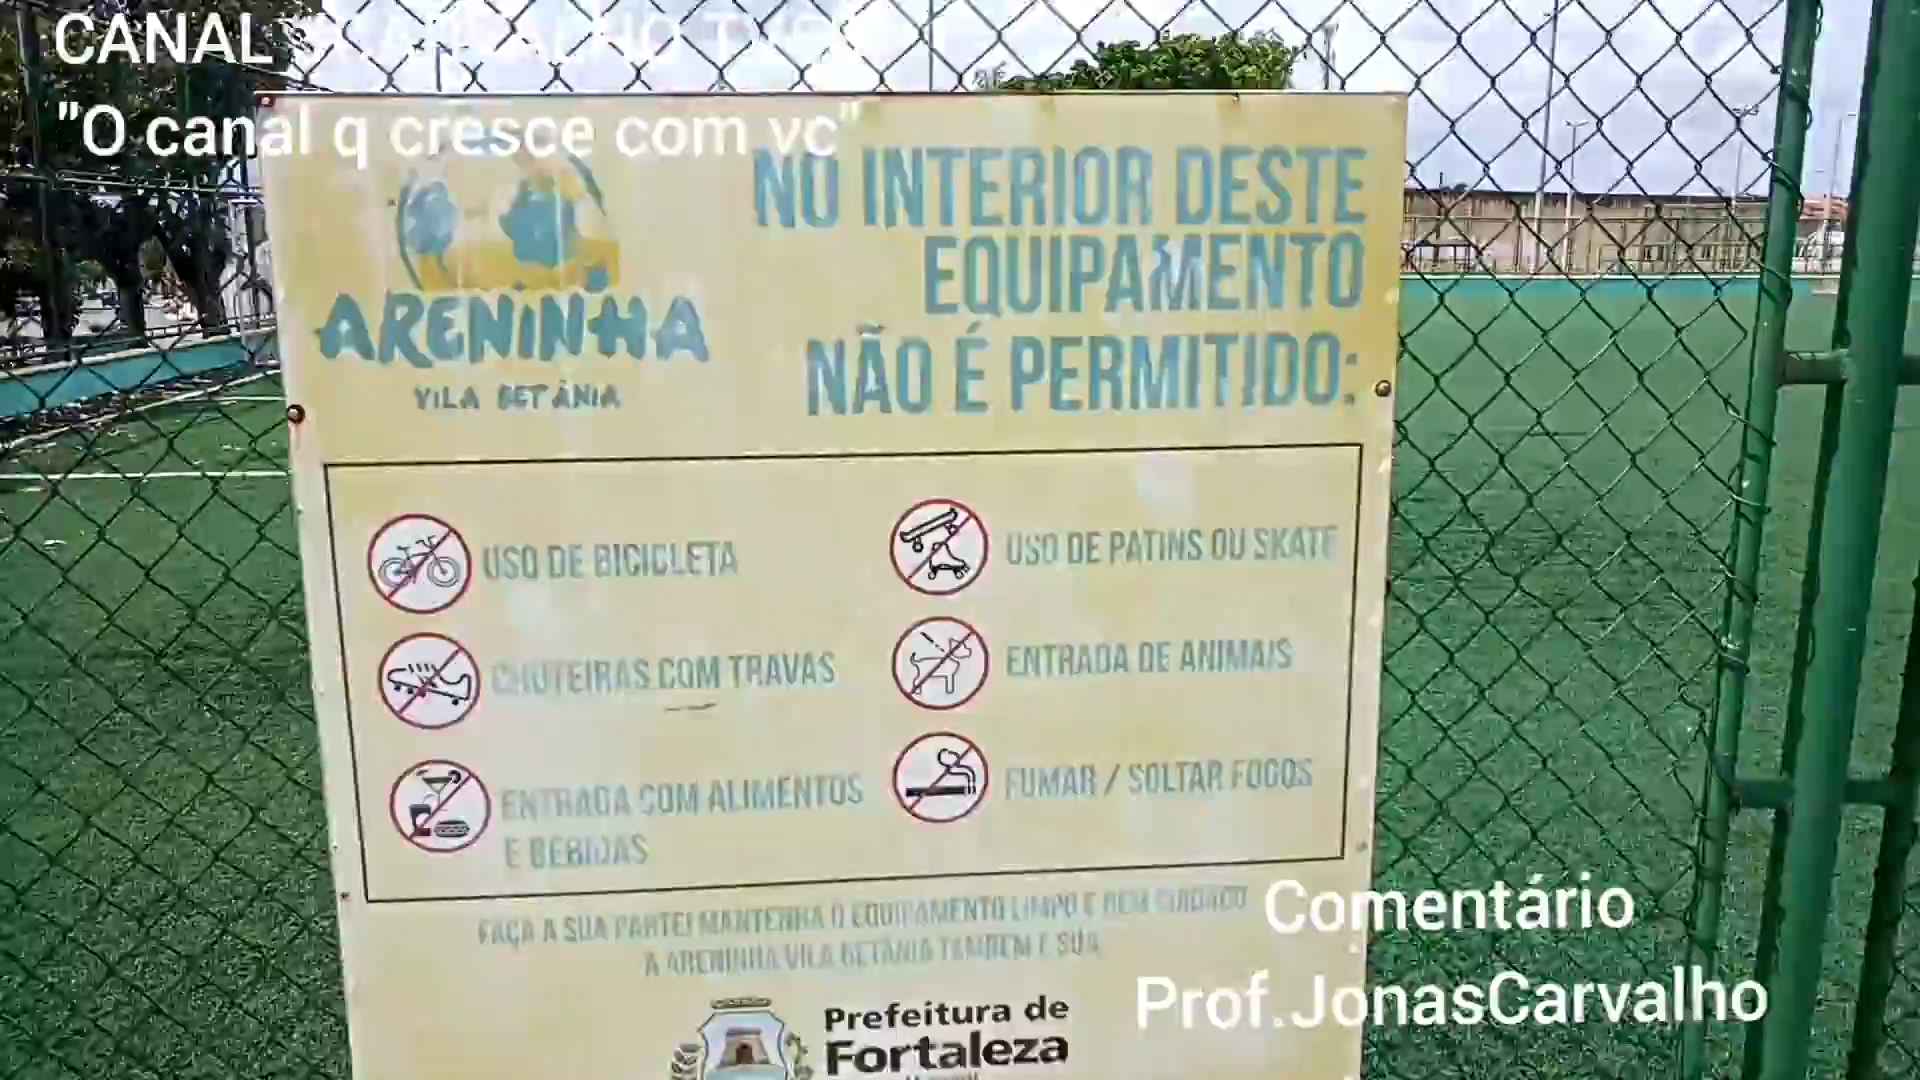 CANAL
"O canal q cresce com vc"
ARENINHA
VILA BETÂNIA
NO INTERIOR DESTE
EQUIPAMENTO
NÃO É PERMITIDO:
USO DE BICICLETA
USO DE PATINS OU SKATE
CHUTEIRAS COM TRAVAS
ENTRADA DE ANIMAIS
ENTRADA COM ALIMENTOS
E BEBIDAS
FUMAR / SOLTAR FOGOS
FAÇA A SUA PARTE! MANTENHA O EQUIPAMENTO LIMPO E BEM CUIDADO
A ARENINHA VILA BETÂNIA TAMBÉM É SUA
Prefeitura de
Fortaleza
Comentário
Prof.JonasCarvalho